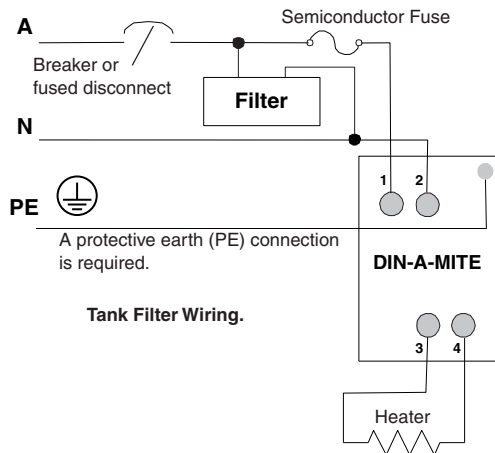 A
Semiconductor Fuse
Breaker or
fused disconnect
Filter
N
1 2
PE
A protective earth (PE) connection
is required.
DIN-A-MITE
Tank Filter Wiring.
3 4
Heater